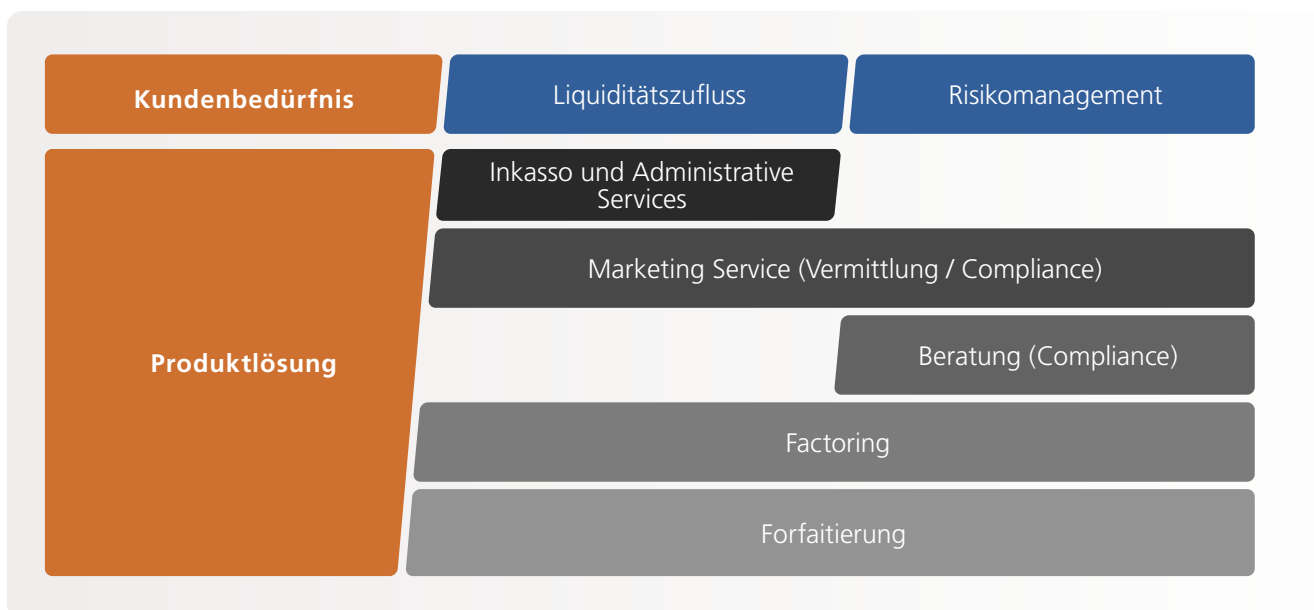 Kundenbedürfnis
Liquiditätszufluss
Risikomanagement
Produktlösung
Inkasso und Administrative
Services
Marketing Service (Vermittlung / Compliance)
Beratung (Compliance)
Factoring
Forfaitierung